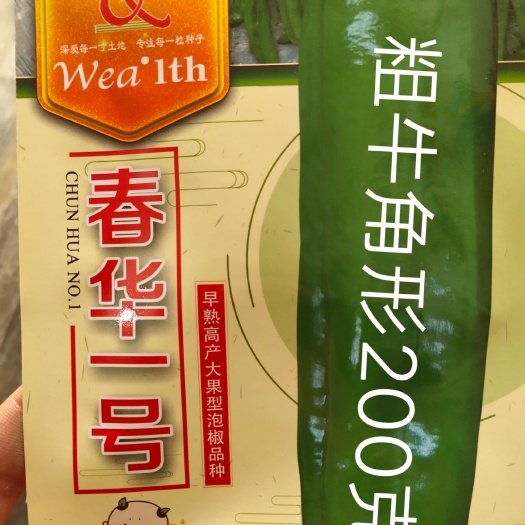 深爱每一寸土地 专注每一粒种子
Wealth
春华一号
CHUN HUA NO.1
早熟高产大果型泡椒品种
粗牛角形200克